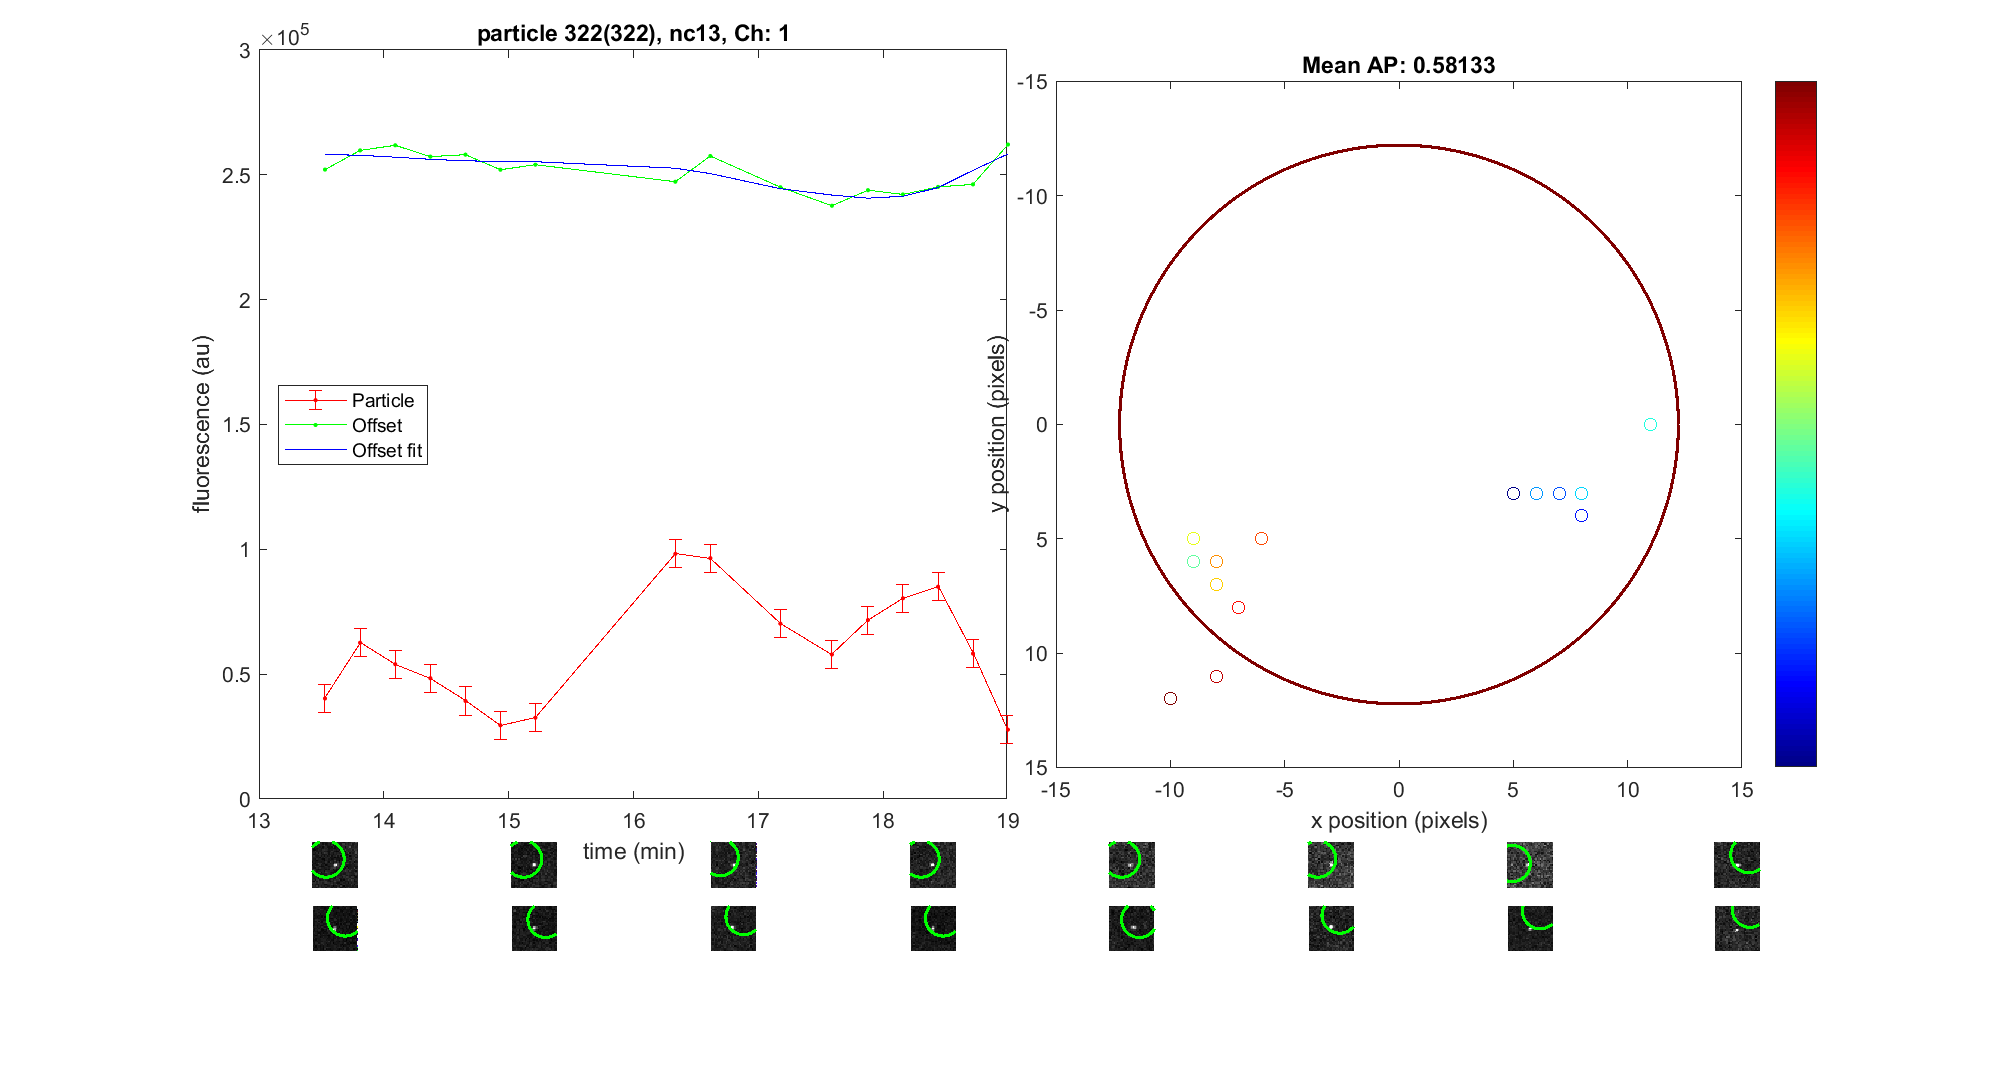 particle 322(322), nc13, Ch: 1
×10^5
3
2.5
2
1.5
1
0.5
0
fluorescence (au)
Particle
Offset
Offset fit
13 14 15 16 17 18 19
time (min)
Mean AP: 0.58133
-15
-10
-5
0
5
10
15
y position (pixels)
-15 -10 -5 0 5 10 15
x position (pixels)